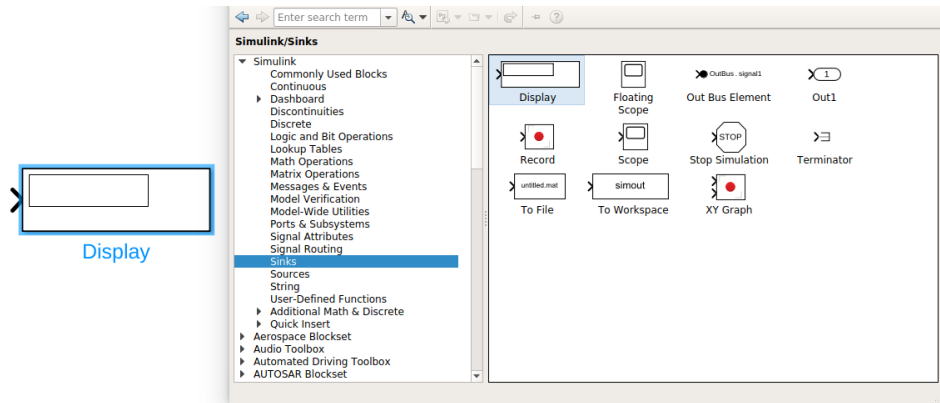 Enter search term
Simulink/Sinks
Simulink
Commonly Used Blocks
Continuous
Dashboard
Discontinuities
Discrete
Logic and Bit Operations
Lookup Tables
Math Operations
Matrix Operations
Messages & Events
Model Verification
Model-Wide Utilities
Ports & Subsystems
Signal Attributes
Signal Routing
Sinks
Sources
String
User-Defined Functions
Additional Math & Discrete
Quick Insert
Aerospace Blockset
Audio Toolbox
Automated Driving Toolbox
AUTOSAR Blockset
Display
OutBus . signal1
1
Display
Floating
Scope
Out Bus Element
Out1
STOP
Record
Scope
Stop Simulation
Terminator
untitled.mat
simout
To File
To Workspace
XY Graph